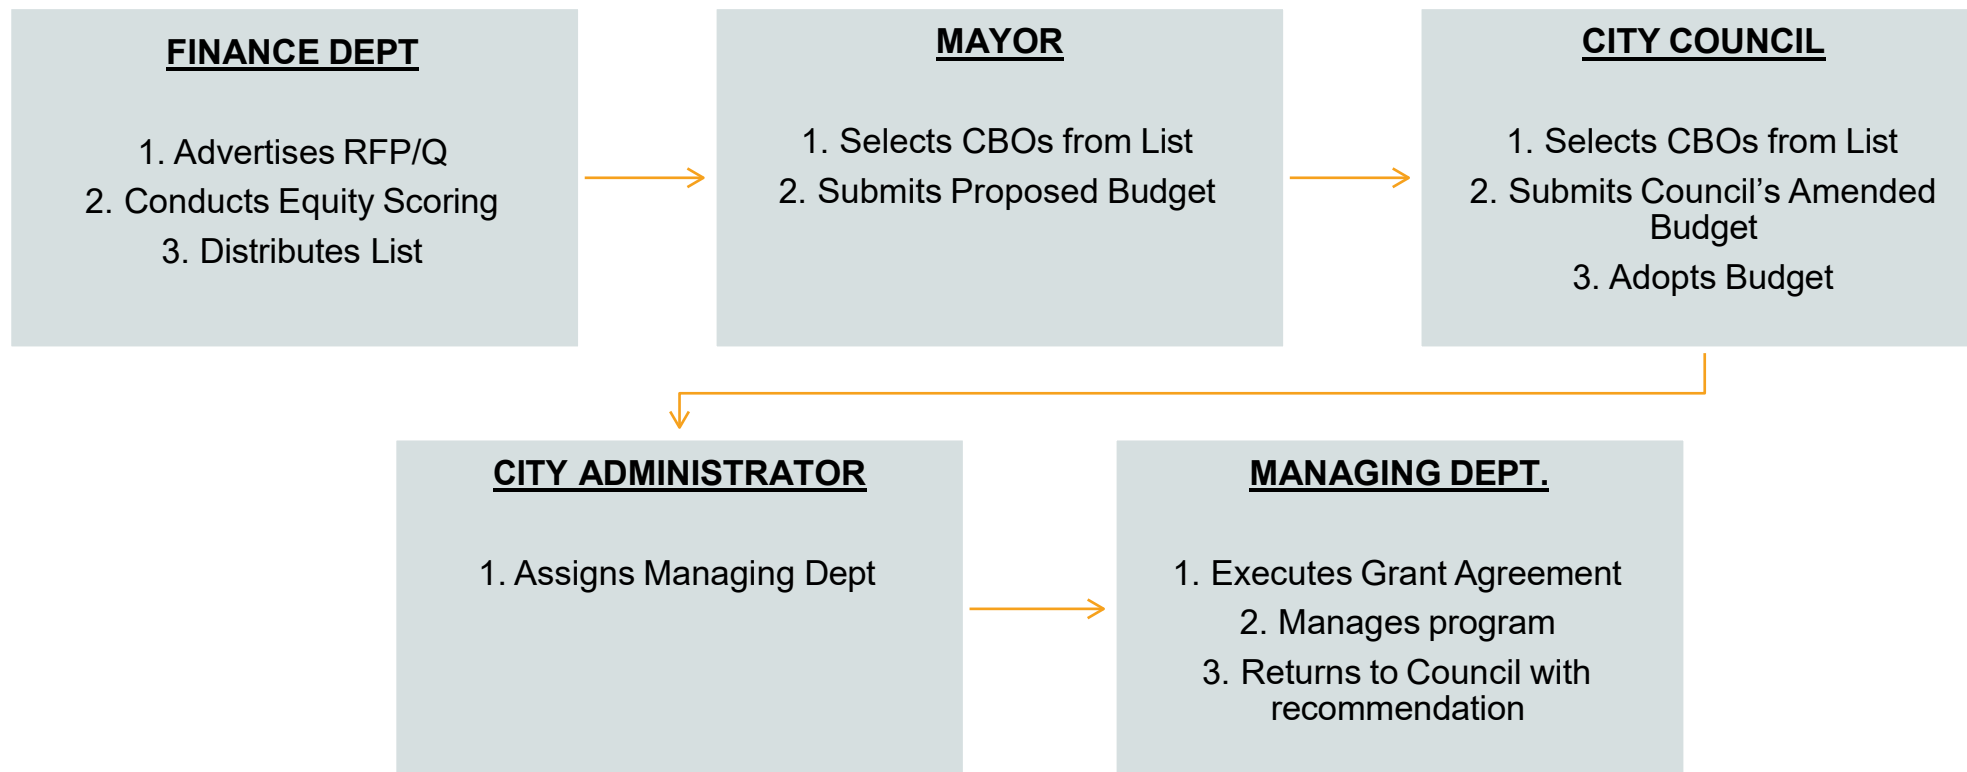 FINANCE DEPT
1. Advertises RFP/Q
2. Conducts Equity Scoring
3. Distributes List
MAYOR
1. Selects CBOs from List
2. Submits Proposed Budget
CITY COUNCIL
1. Selects CBOs from List
2. Submits Council’s Amended
Budget
3. Adopts Budget
CITY ADMINISTRATOR
1. Assigns Managing Dept
MANAGING DEPT.
1. Executes Grant Agreement
2. Manages program
3. Returns to Council with
recommendation